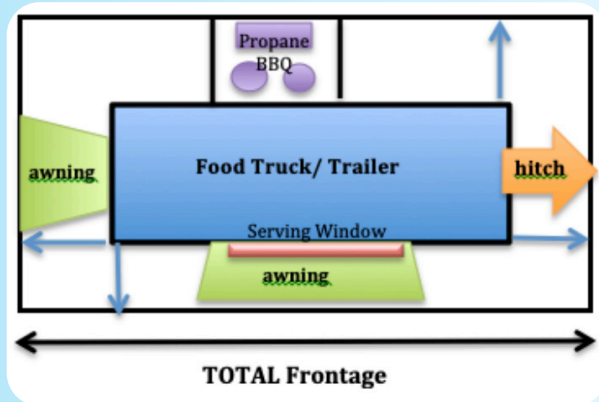 Propane
BBQ
awning
Food Truck/ Trailer
hitch
Serving Window
awning
TOTAL Frontage